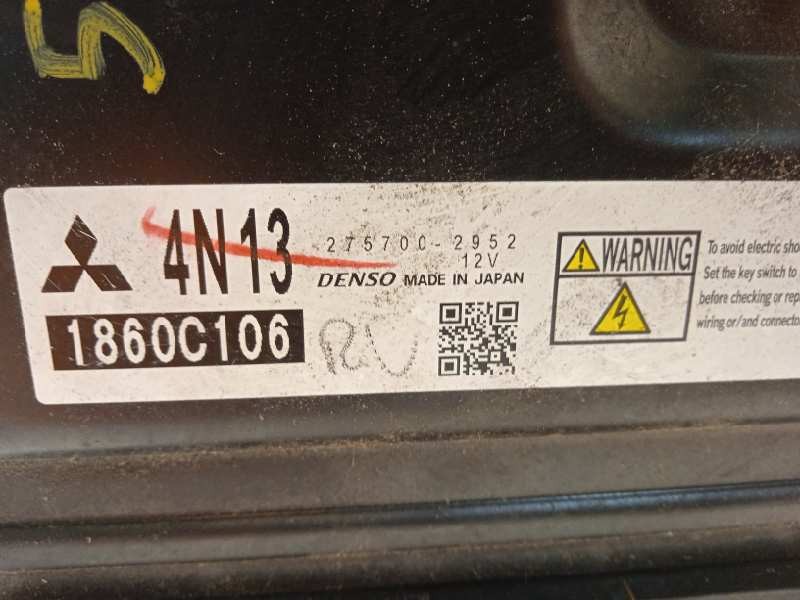 5
4N13
275700-2952
12V
DENSO MADE IN JAPAN
1860C106
RV
WARNING
To avoid electric sho
Set the key switch to
before checking or rep
wiring or/and connecto